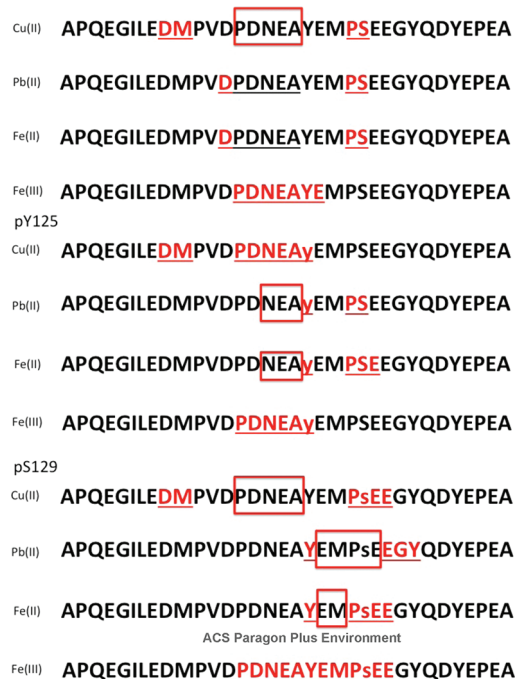 Cu(II) APQEGILEDMPVDPDNEAYEMPSEEGYQDYEPEA
Pb(II) APQEGILEDMPVDPDNEAYEMPSEEGYQDYEPEA
Fe(II) APQEGILEDMPVDPDNEAYEMPSEEGYQDYEPEA
Fe(III) APQEGILEDMPVDPDNEAYEMPSEEGYQDYEPEA
pY125
Cu(II) APQEGILEDMPVDPDNEAyEMPSEEGYQDYEPEA
Pb(II) APQEGILEDMPVDPDNEAyEMPSEEGYQDYEPEA
Fe(II) APQEGILEDMPVDPDNEAyEMPSEEGYQDYEPEA
Fe(III) APQEGILEDMPVDPDNEAyEMPSEEGYQDYEPEA
pS129
Cu(II) APQEGILEDMPVDPDNEAYEMPsEEGYQDYEPEA
Pb(II) APQEGILEDMPVDPDNEAYEMPsEEGYQDYEPEA
Fe(II) APQEGILEDMPVDPDNEAYEMPsEEGYQDYEPEA
ACS Paragon Plus Environment
Fe(III) APQEGILEDMPVDPDNEAYEMPsEEGYQDYEPEA